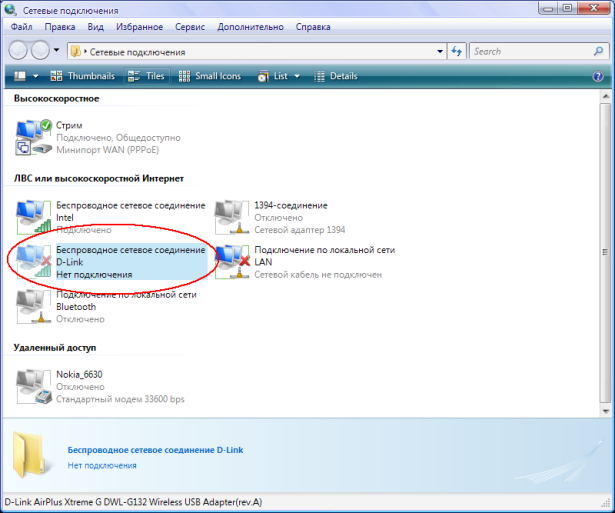 Сетевые подключения
Файл Правка Вид Избранное Сервис Дополнительно Справка
Сетевые подключения
Search
Thumbnails Tiles Small Icons List Details
Высокоскоростное
Стрим
Подключено, Общедоступно
Минипорт WAN (PPPoE)
ЛВС или высокоскоростной Интернет
Беспроводное сетевое соединение
Intel
Подключено
1394-соединение
Отключено
Сетевой адаптер 1394
Беспроводное сетевое соединение
D-Link
Нет подключения
Подключение по локальной сети
LAN
Сетевой кабель не подключен
Подключение по локальной сети
Bluetooth
Отключено
Удаленный доступ
Nokia_6630
Отключено
Стандартный модем 33600 bps
Беспроводное сетевое соединение D-Link
Нет подключения
D-Link AirPlus Xtreme G DWL-G132 Wireless USB Adapter(rev.A)